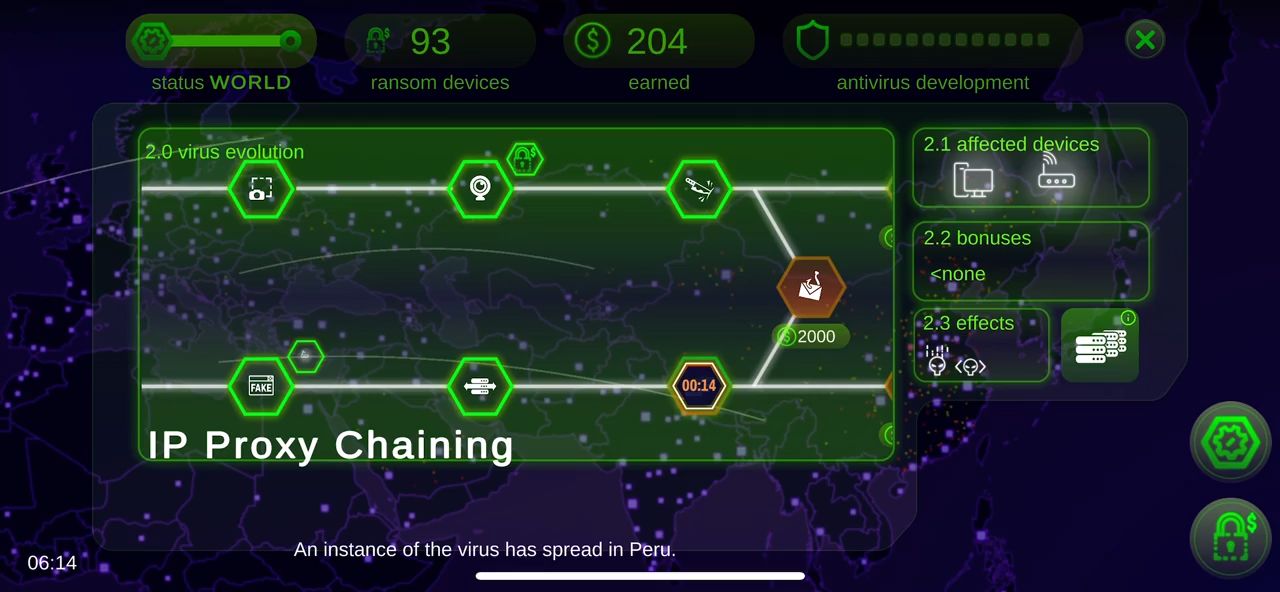 93
204
status WORLD
ransom devices
earned
antivirus development
2.0 virus evolution
2.1 affected devices
2.2 bonuses
<none
2000
2.3 effects
FAKE
00:14
IP Proxy Chaining
An instance of the virus has spread in Peru.
06:14